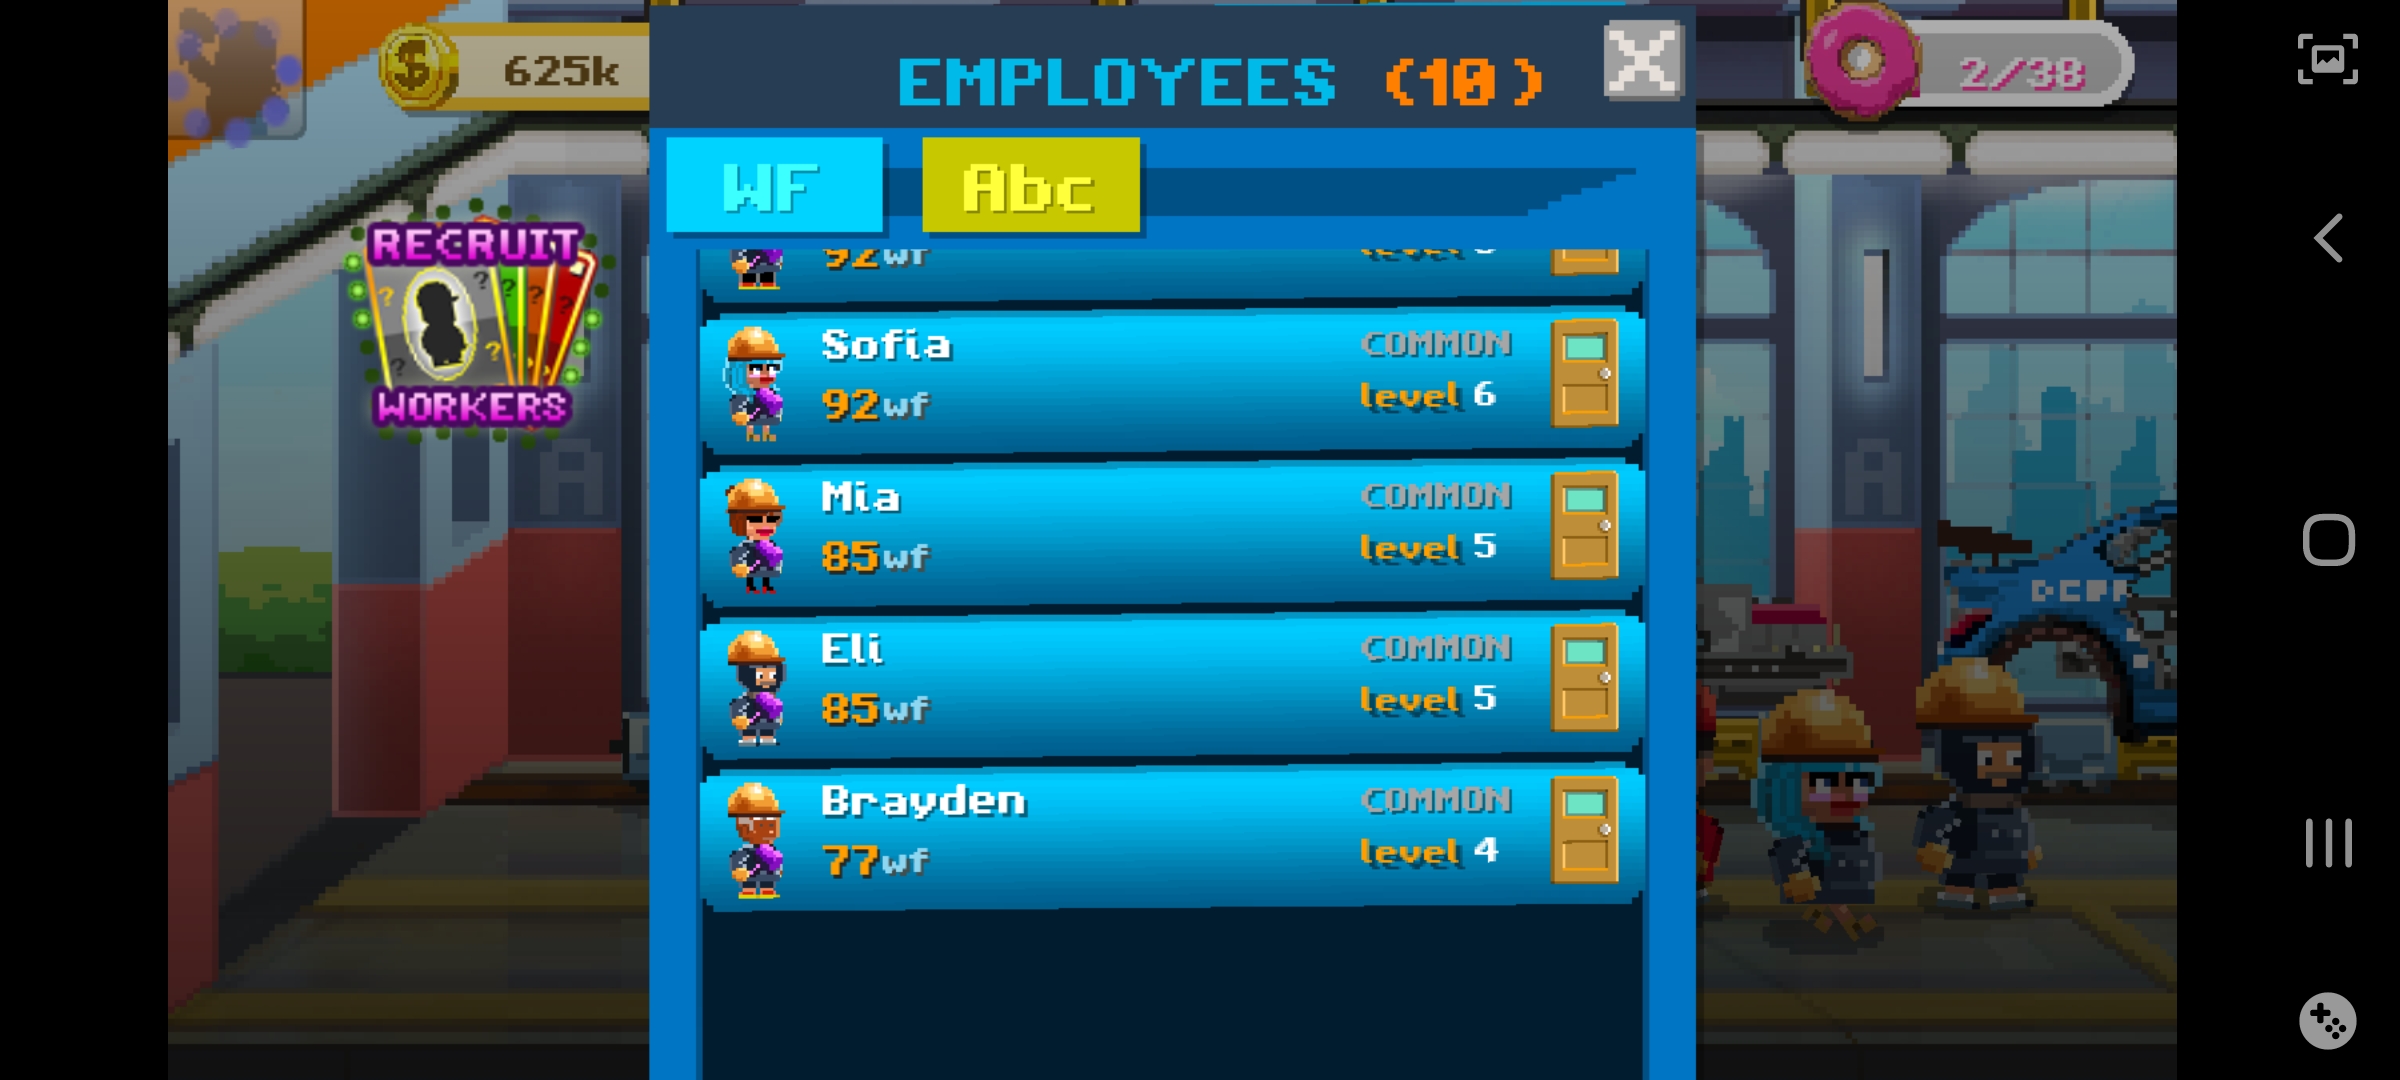 625k
EMPLOYEES (10)
2/38
WF
Abc
RECRUIT
WORKERS
92wf
level
Sofia
COMMON
92wf
level 6
Mia
COMMON
85wf
level 5
Eli
COMMON
85wf
level 5
Brayden
COMMON
77wf
level 4
A
A